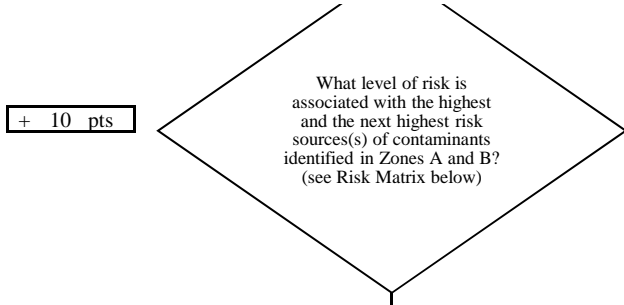 What level of risk is
associated with the highest
and the next highest risk
sources(s) of contaminants
identified in Zones A and B?
(see Risk Matrix below)
+ 10 pts